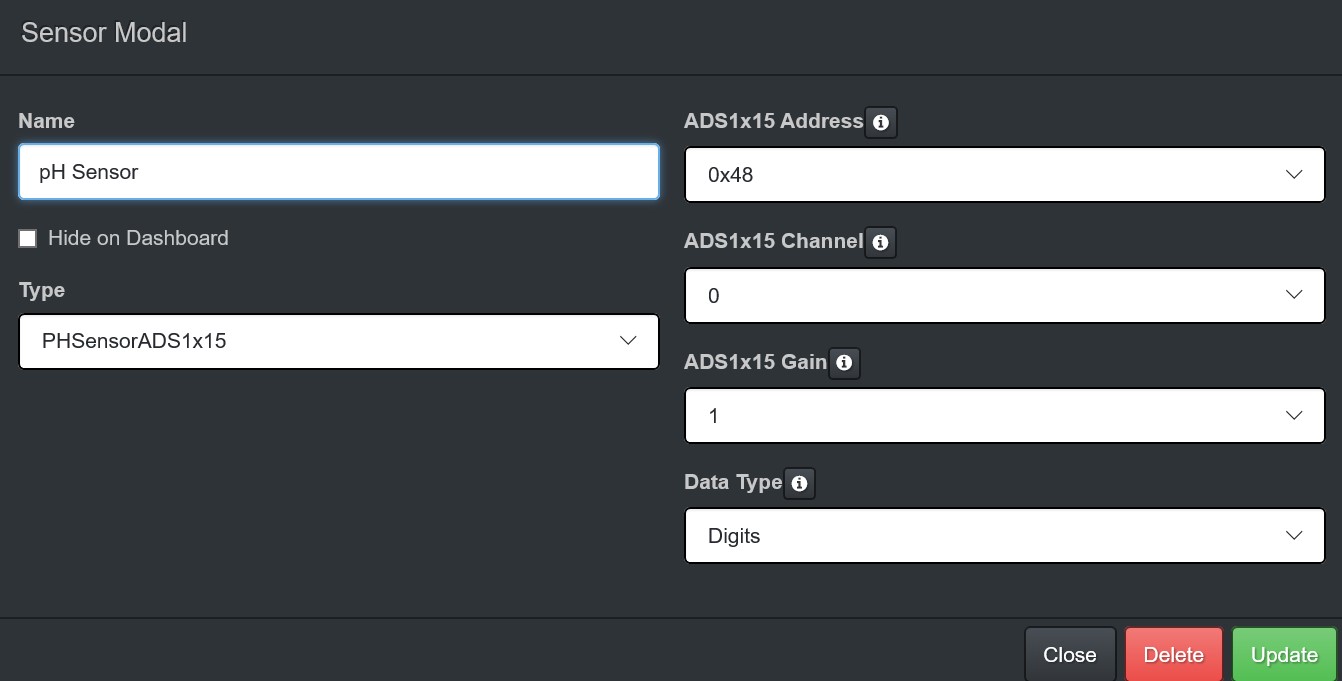 Sensor Modal
Name
pH Sensor
Hide on Dashboard
Type
PHSensorADS1x15
ADS1x15 Address
0x48
ADS1x15 Channel
0
ADS1x15 Gain
1
Data Type
Digits
Close
Delete
Update